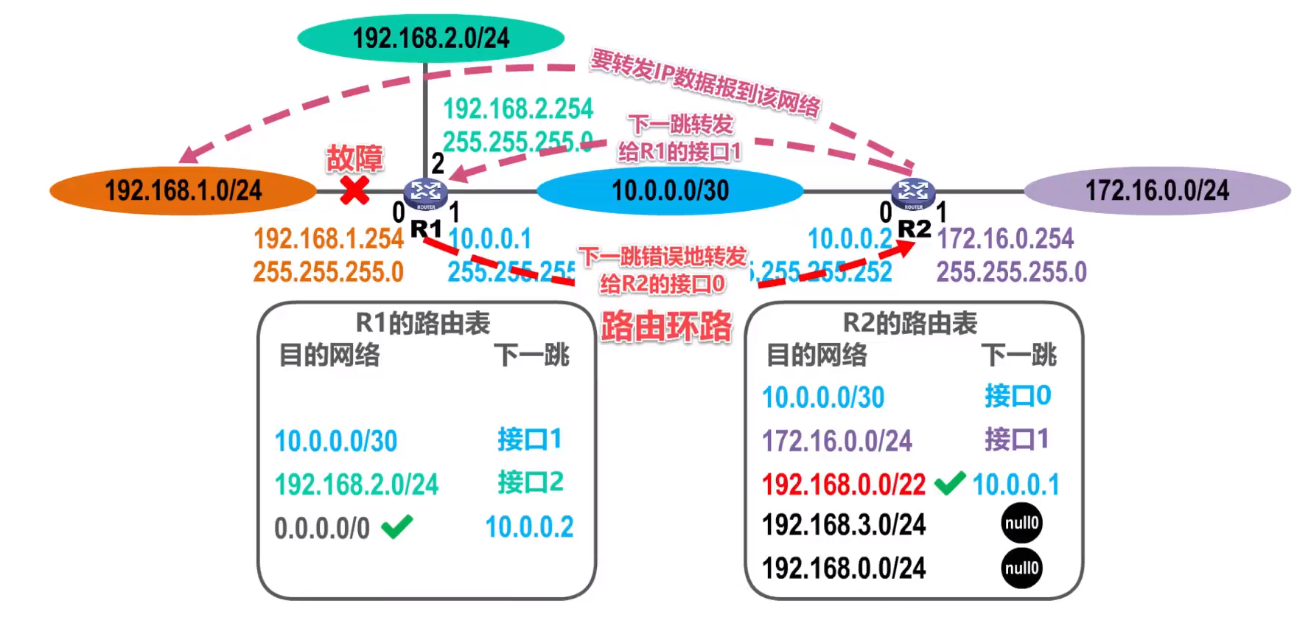 192.168.2.0/24
要转发IP数据报到该网络
192.168.2.254
255.255.255.0
下一跳转发
给R1的接口1
故障
2
192.168.1.0/24
10.0.0.0/30
172.16.0.0/24
ROUTER
ROUTER
0
R1
1
0
R2
1
192.168.1.254
255.255.255.0
10.0.0.1
255.255.255
10.0.0.2
.255.255.252
172.16.0.254
255.255.255.0
下一跳错误地转发
给R2的接口0
路由环路
R1的路由表
目的网络 下一跳
10.0.0.0/30 接口1
192.168.2.0/24 接口2
0.0.0.0/0 10.0.0.2
R2的路由表
目的网络 下一跳
10.0.0.0/30 接口0
172.16.0.0/24 接口1
192.168.0.0/22 10.0.0.1
192.168.3.0/24 null0
192.168.0.0/24 null0